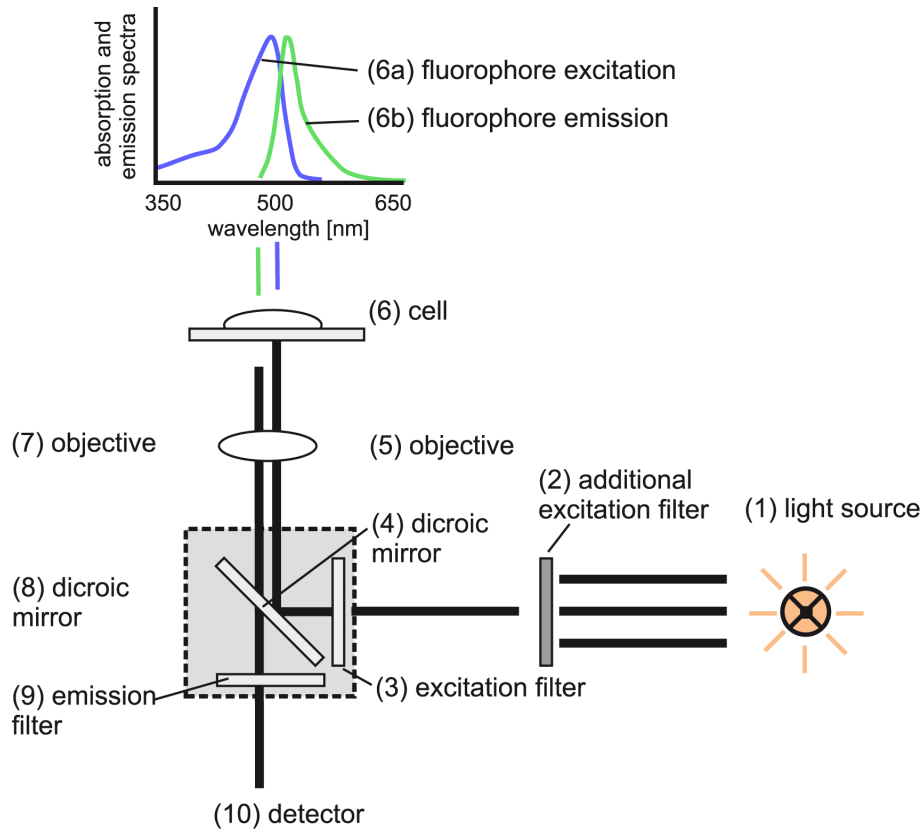 absorption and
emission spectra
(6a) fluorophore excitation
(6b) fluorophore emission
350 500 650
wavelength [nm]
(6) cell
(7) objective
(5) objective
(2) additional
excitation filter
(1) light source
(4) dicroic
mirror
(8) dicroic
mirror
(3) excitation filter
(9) emission
filter
(10) detector